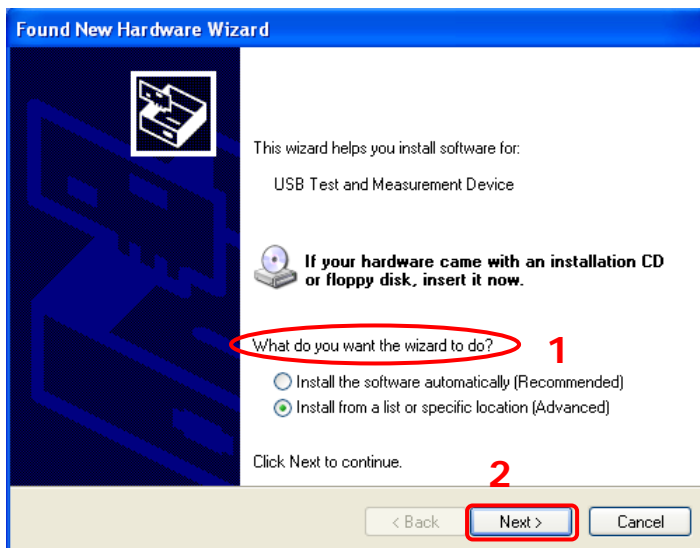 Found New Hardware Wizard
This wizard helps you install software for:
USB Test and Measurement Device
If your hardware came with an installation CD
or floppy disk, insert it now.
What do you want the wizard to do?
1
Install the software automatically (Recommended)
Install from a list or specific location (Advanced)
Click Next to continue.
2
< Back
Next >
Cancel